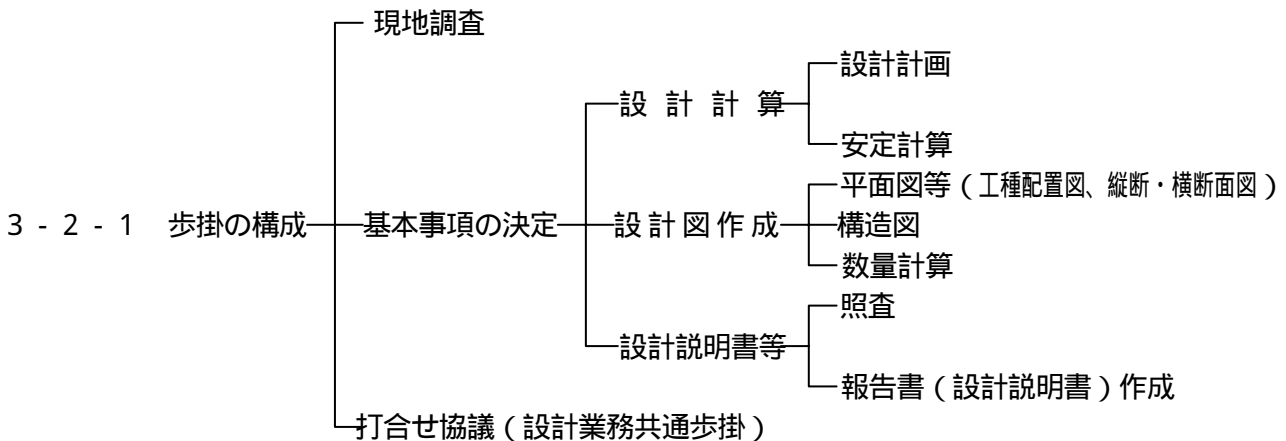 現地調査
設計計画
設計計算
安定計算
平面図等（工種配置図、縦断・横断面図）
3-2-1 歩掛の構成
基本事項の決定
設計図作成
構造図
数量計算
照査
設計説明書等
報告書（設計説明書）作成
打合せ協議（設計業務共通歩掛）